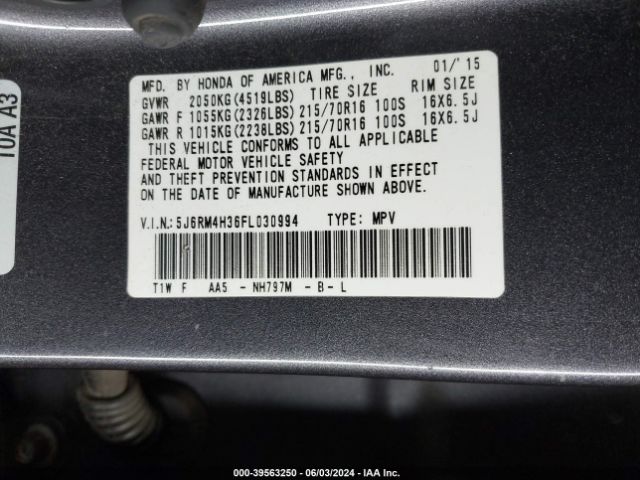 MFD. BY HONDA OF AMERICA MFG., INC. 01/'15
GVWR 2050KG(4519LBS) TIRE SIZE RIM SIZE
GAWR F 1055KG(2326LBS) 215/70R16 100S 16X6.5J
GAWR R 1015KG(2238LBS) 215/70R16 100S 16X6.5J
THIS VEHICLE CONFORMS TO ALL APPLICABLE
FEDERAL MOTOR VEHICLE SAFETY
AND THEFT PREVENTION STANDARDS IN EFFECT
ON THE DATE OF MANUFACTURE SHOWN ABOVE.
V.I.N.:5J6RM4H36FL030994 TYPE: MPV
T1W F AA5 - NH797M - B - L
T0A A3
000-39563250 - 06/03/2024 - IAA Inc.